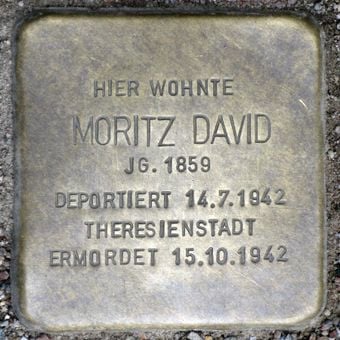 HIER WOHNTE
MORITZ DAVID
JG. 1859
DEPORTIERT 14.7.1942
THERESIENSTADT
ERMORDET 15.10.1942